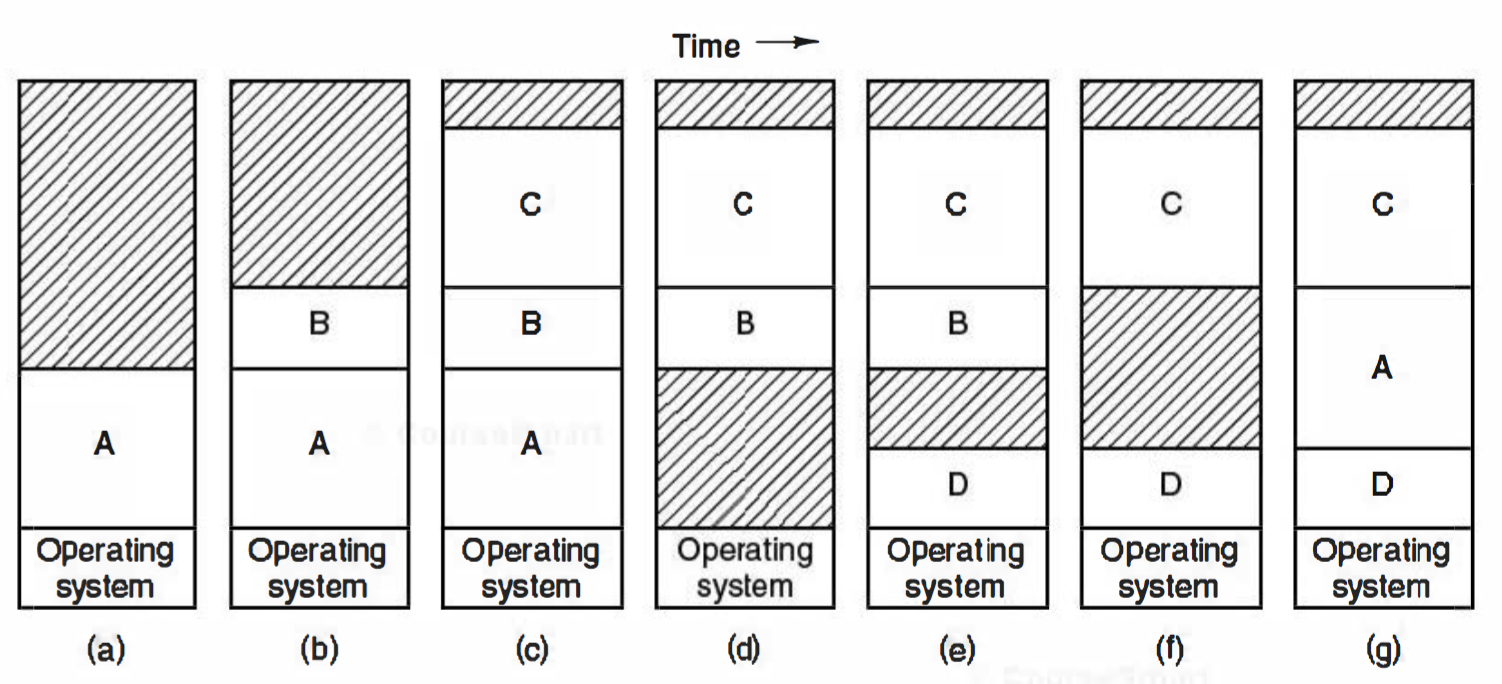 Time
C C C C C
B B B B
A A A D D A D
Operating system Operating system Operating system Operating system Operating system Operating system Operating system
(a) (b) (c) (d) (e) (f) (g)